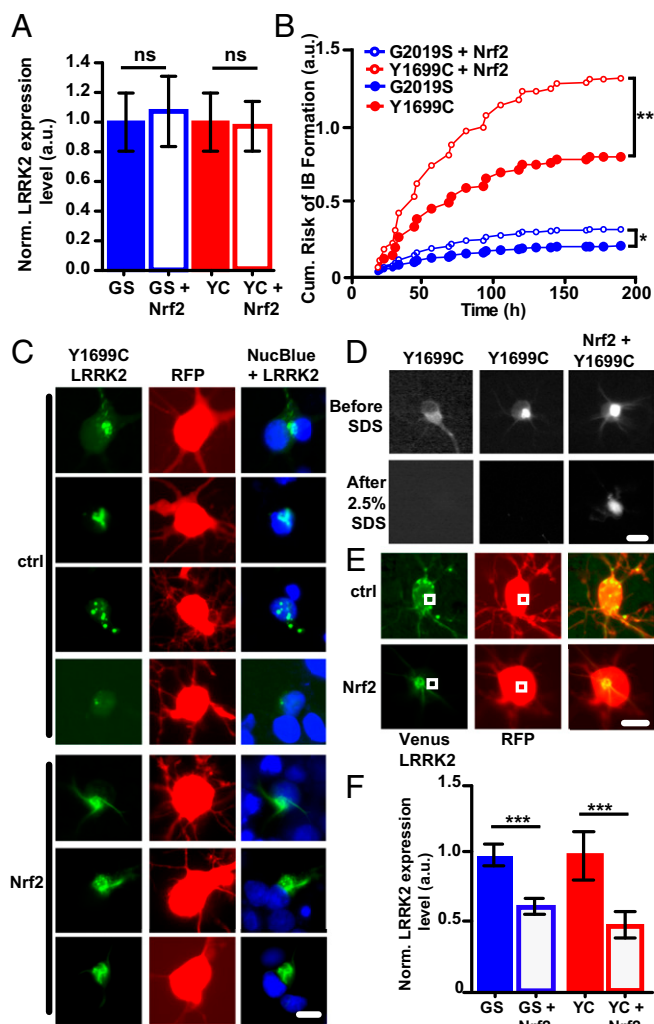 A
Norm. LRRK2 expression
level (a.u.)
1.4
1.2
1.0
0.8
0.6
0.4
0.2
0.0
ns
ns
GS
GS +
Nrf2
YC
YC +
Nrf2
B
Cum. Risk of IB Formation (a.u.)
1.5
1.0
0.5
0
G2019S + Nrf2
Y1699C + Nrf2
G2019S
Y1699C
**
*
0
50
100
150
200
Time (h)
C
Y1699C
LRRK2
RFP
NucBlue
+ LRRK2
ctrl
Nrf2
D
Y1699C
Y1699C
Nrf2 +
Y1699C
Before
SDS
After
2.5%
SDS
E
ctrl
Nrf2
Venus
LRRK2
RFP
F
Norm. LRRK2 expression
level (a.u.)
1.5
1.0
0.5
0.0
***
***
GS
GS +
Nrf2
YC
YC +
Nrf2